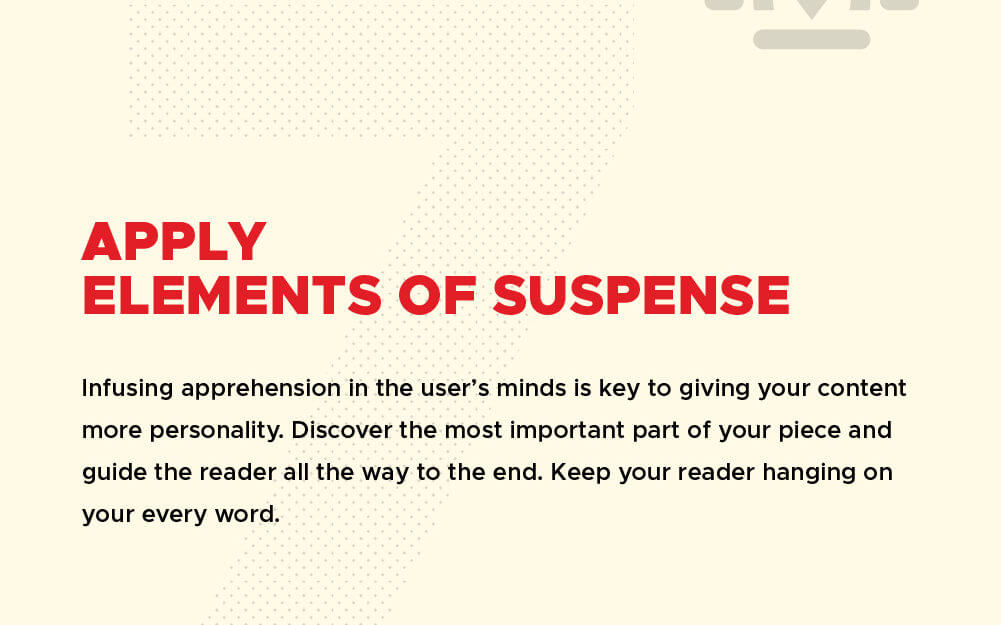 APPLY
ELEMENTS OF SUSPENSE
Infusing apprehension in the user’s minds is key to giving your content
more personality. Discover the most important part of your piece and
guide the reader all the way to the end. Keep your reader hanging on
your every word.